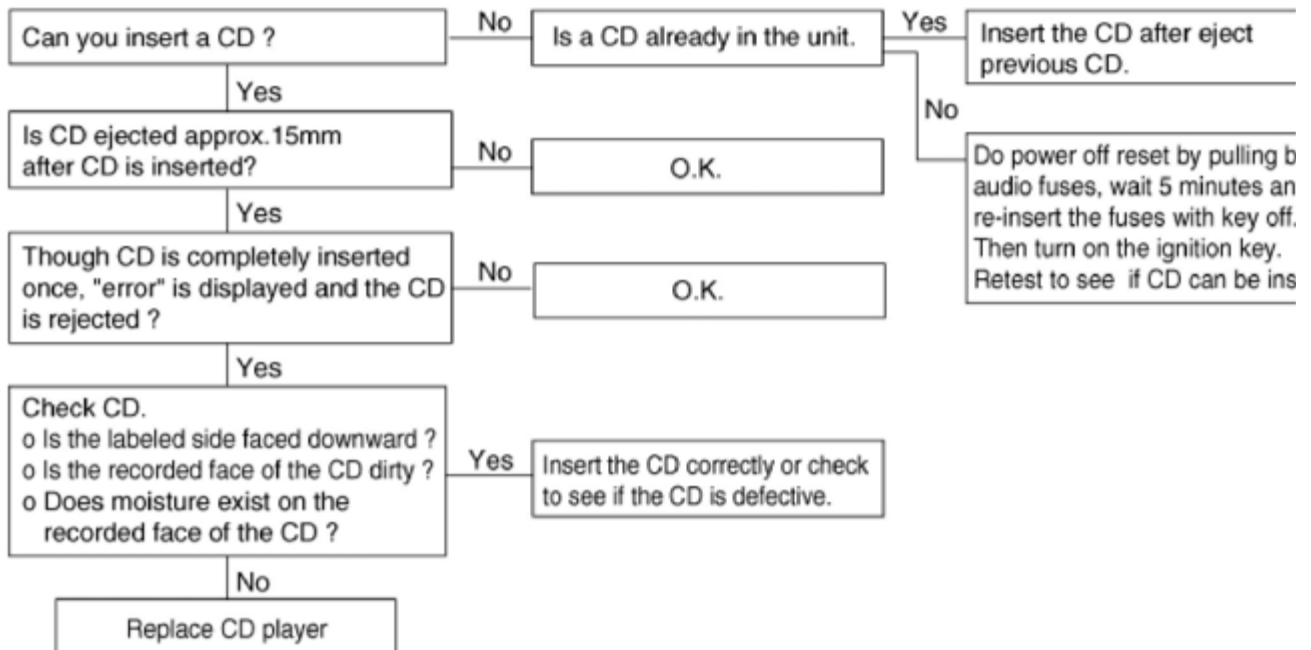 Can you insert a CD ?
No
Is a CD already in the unit.
Yes
Insert the CD after eject
previous CD.
Yes
No
Is CD ejected approx.15mm
after CD is inserted?
No
O.K.
Do power off reset by pulling
audio fuses, wait 5 minutes
re-insert the fuses with key off.
Then turn on the ignition key.
Retest to see if CD can be
Yes
Though CD is completely inserted
once, "error" is displayed and the CD
is rejected ?
No
O.K.
Yes
Check CD.
o Is the labeled side faced downward ?
o Is the recorded face of the CD dirty ?
o Does moisture exist on the
recorded face of the CD ?
Yes
Insert the CD correctly or check
to see if the CD is defective.
No
Replace CD player